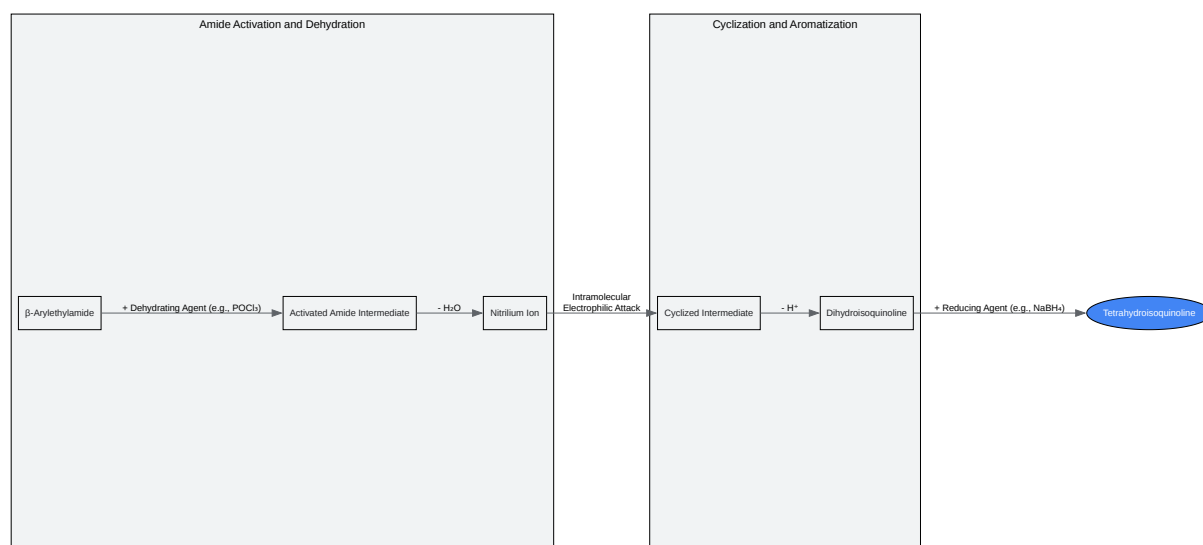 Amide Activation and Dehydration
Cyclization and Aromatization
β-Arylethylamide
+ Dehydrating Agent (e.g., POCl₃)
Activated Amide Intermediate
- H₂O
Nitrilium Ion
Intramolecular
Electrophilic Attack
Cyclized Intermediate
- H⁺
Dihydroisoquinoline
+ Reducing Agent (e.g., NaBH₄)
Tetrahydroisoquinoline